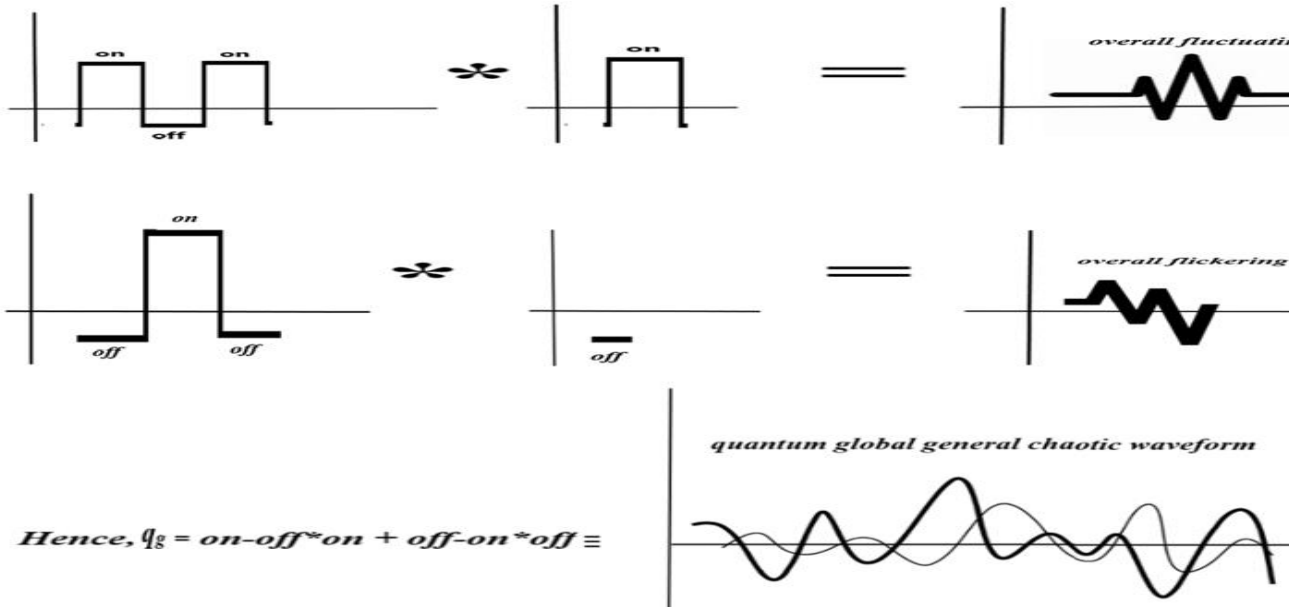 on on * on = overall fluctuati
off
on * = overall flickering
off off off
quantum global general chaotic waveform
Hence, qg = on-off*on + off-on*off ≡